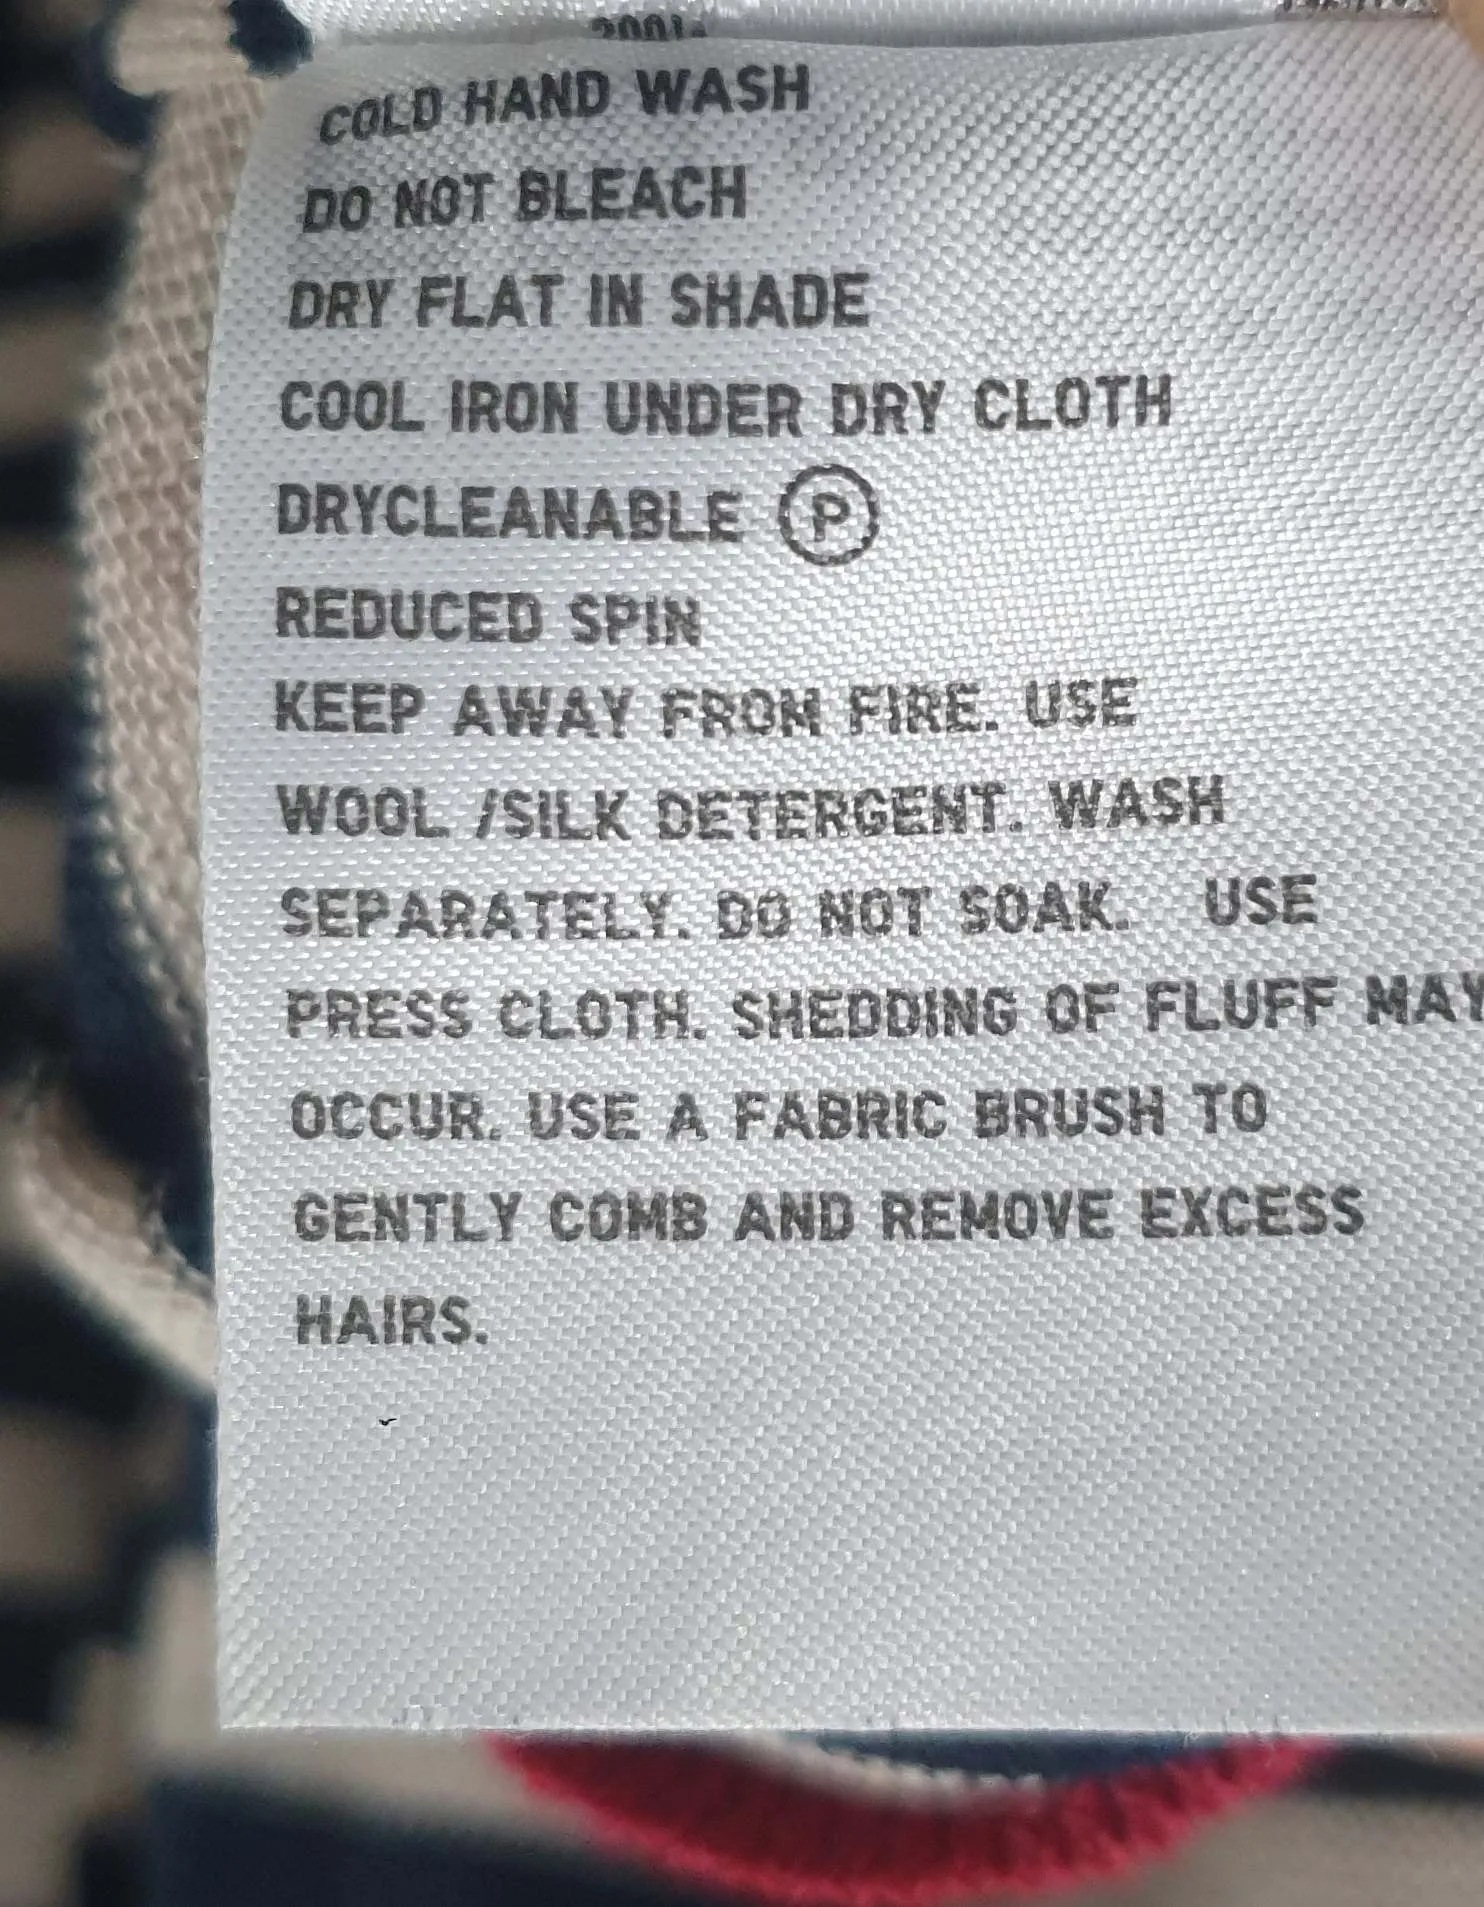 COLD HAND WASH
DO NOT BLEACH
DRY FLAT IN SHADE
COOL IRON UNDER DRY CLOTH
DRYCLEANABLE Ⓟ
REDUCED SPIN
KEEP AWAY FROM FIRE. USE
WOOL /SILK DETERGENT. WASH
SEPARATELY. DO NOT SOAK. USE
PRESS CLOTH. SHEDDING OF FLUFF MAY
OCCUR. USE A FABRIC BRUSH TO
GENTLY COMB AND REMOVE EXCESS
HAIRS.